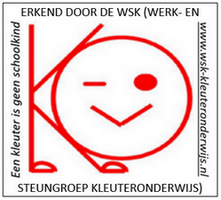 ERKEND DOOR DE WSK (WERK- EN
Een kleuter is geen schoolkind
www.wsk-kleuteronderwijs.nl
STEUNGROEP KLEUTERONDERWIJS)